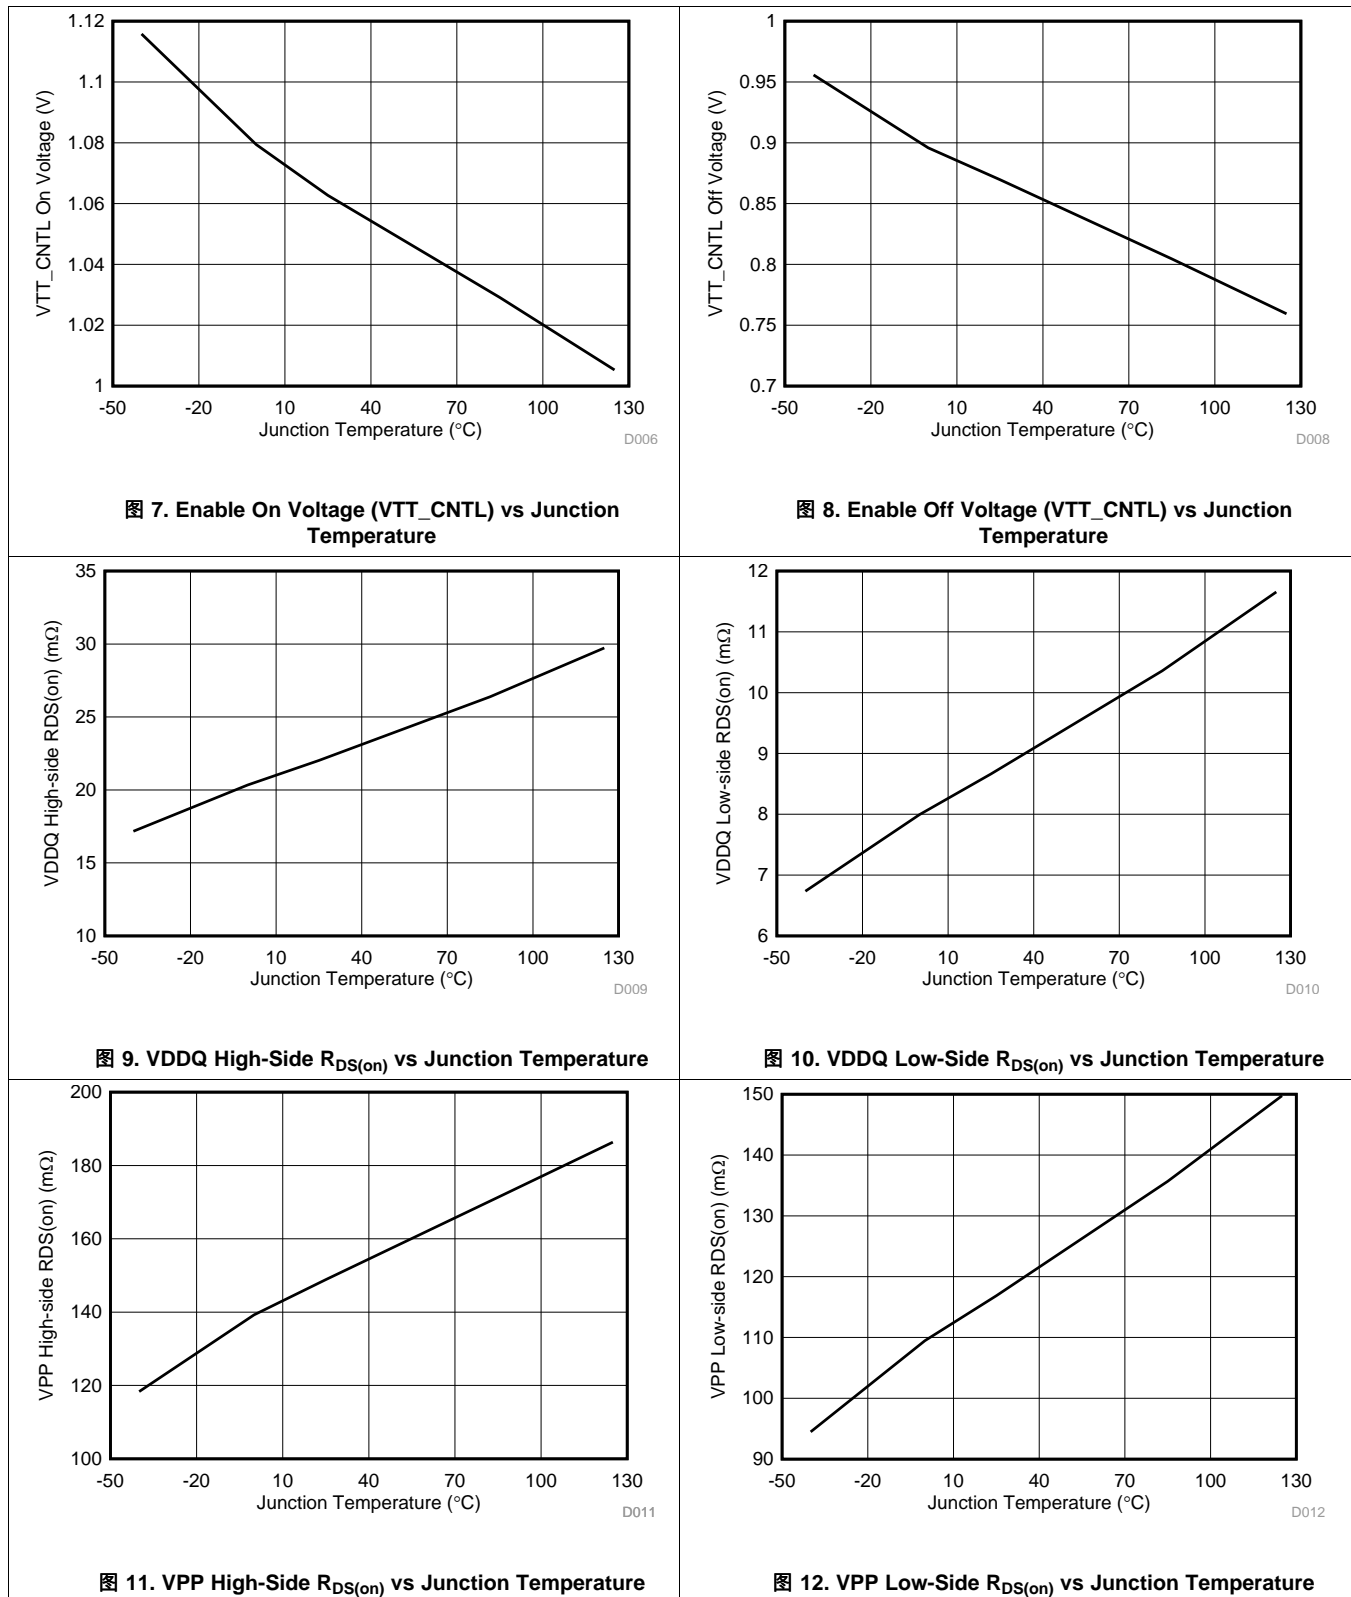 1.12
1.1
1.08
1.06
1.04
1.02
1
-50 -20 10 40 70 100 130
VTT_CNTL On Voltage (V)
Junction Temperature (°C)
D006
图 7. Enable On Voltage (VTT_CNTL) vs Junction
Temperature
1
0.95
0.9
0.85
0.8
0.75
0.7
-50 -20 10 40 70 100 130
VTT_CNTL Off Voltage (V)
Junction Temperature (°C)
D008
图 8. Enable Off Voltage (VTT_CNTL) vs Junction
Temperature
35
30
25
20
15
10
-50 -20 10 40 70 100 130
VDDQ High-side RDS(on) (mΩ)
Junction Temperature (°C)
D009
图 9. VDDQ High-Side RDS(on) vs Junction Temperature
12
11
10
9
8
7
6
-50 -20 10 40 70 100 130
VDDQ Low-side RDS(on) (mΩ)
Junction Temperature (°C)
D010
图 10. VDDQ Low-Side RDS(on) vs Junction Temperature
200
180
160
140
120
100
-50 -20 10 40 70 100 130
VPP High-side RDS(on) (mΩ)
Junction Temperature (°C)
D011
图 11. VPP High-Side RDS(on) vs Junction Temperature
150
140
130
120
110
100
90
-50 -20 10 40 70 100 130
VPP Low-side RDS(on) (mΩ)
Junction Temperature (°C)
D012
图 12. VPP Low-Side RDS(on) vs Junction Temperature